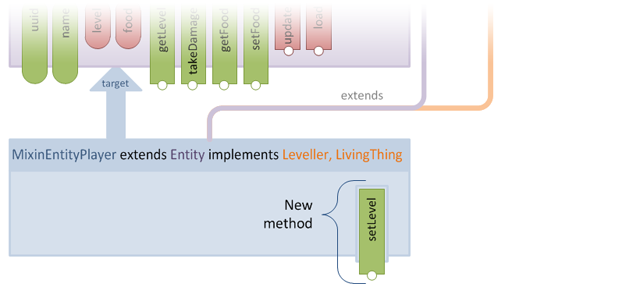 uuid
name
level
food
getLevel
takeDamage
getFood
setFood
update
target
extends
MixinEntityPlayer extends Entity implements Leveller, LivingThing
New
method
setLevel